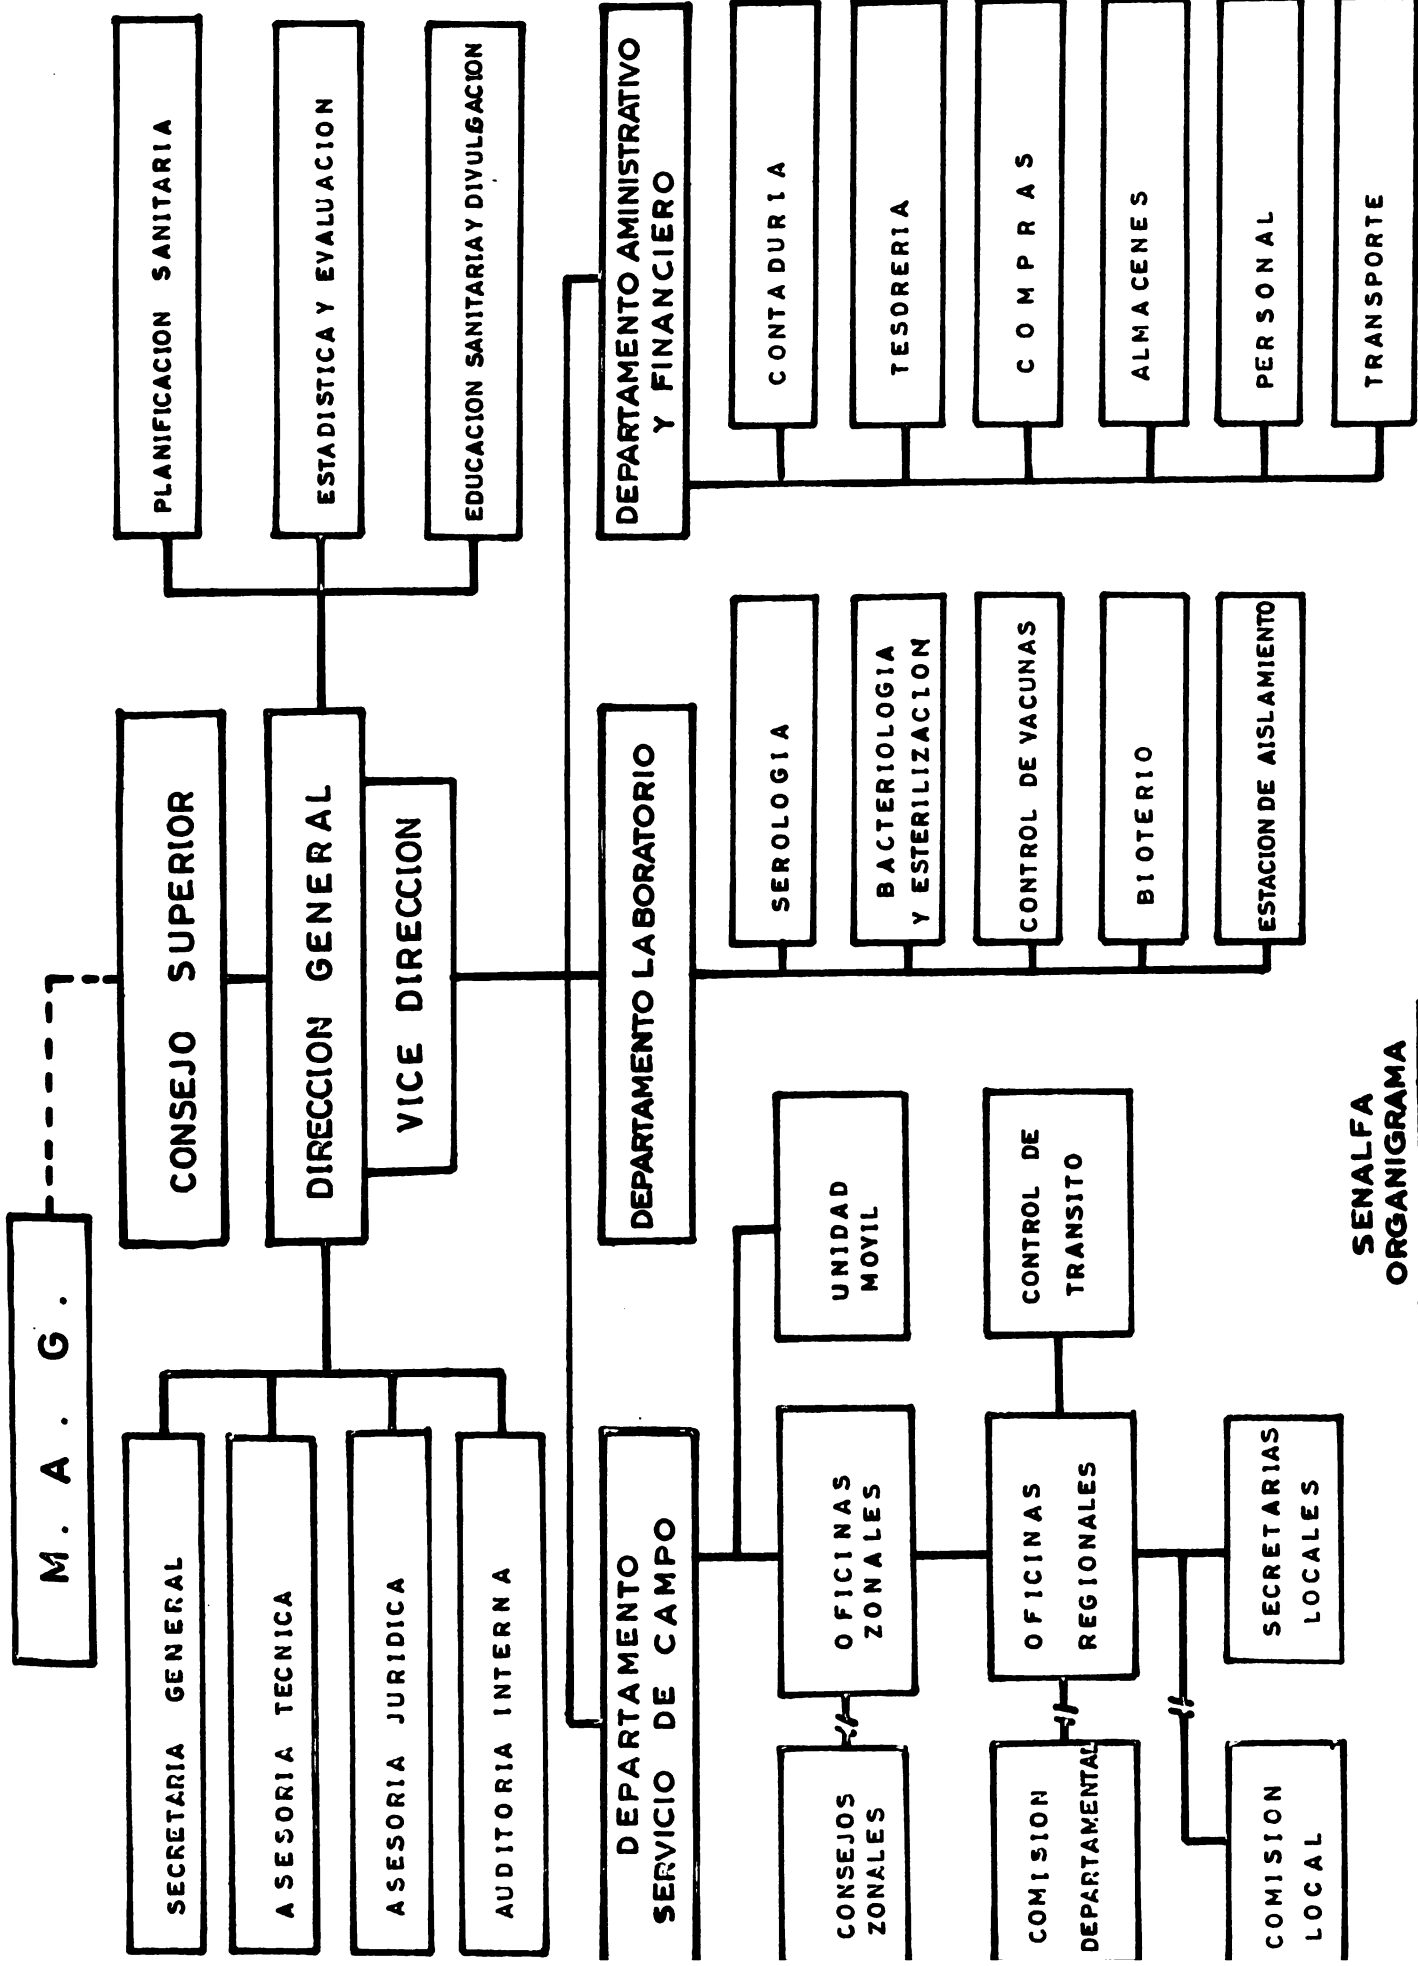 M. A. G.
CONSEJO SUPERIOR
DIRECCION GENERAL
VICE DIRECCION
SECRETARIA GENERAL
ASESORIA TECNICA
ASESORIA JURIDICA
AUDITORIA INTERNA
PLANIFICACION SANITARIA
ESTADISTICA Y EVALUACION
EDUCACION SANITARIA Y DIVULGACION
DEPARTAMENTO
SERVICIO DE CAMPO
DEPARTAMENTO LABORATORIO
DEPARTAMENTO AMINISTRATIVO
Y FINANCIERO
UNIDAD
MOVIL
CONSEJOS
ZONALES
OFICINAS
ZONALES
CONTROL DE
TRANSITO
COMISION
DEPARTAMENTAL
OFICINAS
REGIONALES
COMISION
LOCAL
SECRETARIAS
LOCALES
SEROLOGIA
BACTERIOLOGIA
Y ESTERILIZACION
CONTROL DE VACUNAS
BIOTERIO
ESTACION DE AISLAMIENTO
CONTADURIA
TESORERIA
COMPRAS
ALMACENES
PERSONAL
TRANSPORTE
SENALFA
ORGANIGRAMA